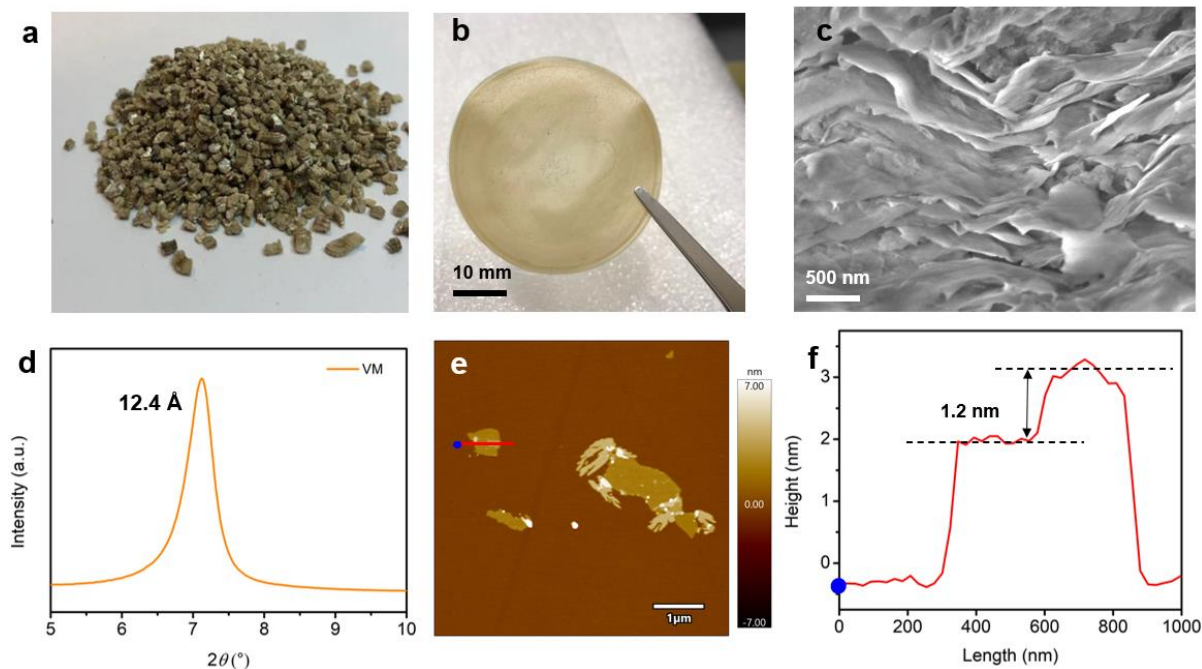 a
b
c
10 mm
500 nm
d
VM
12.4 Å
Intensity (a.u.)
5
6
7
8
9
10
2θ (°)
e
nm
7.00
0.00
-7.00
1μm
f
3
2
1
0
1.2 nm
Height (nm)
0
200
400
600
800
1000
Length (nm)